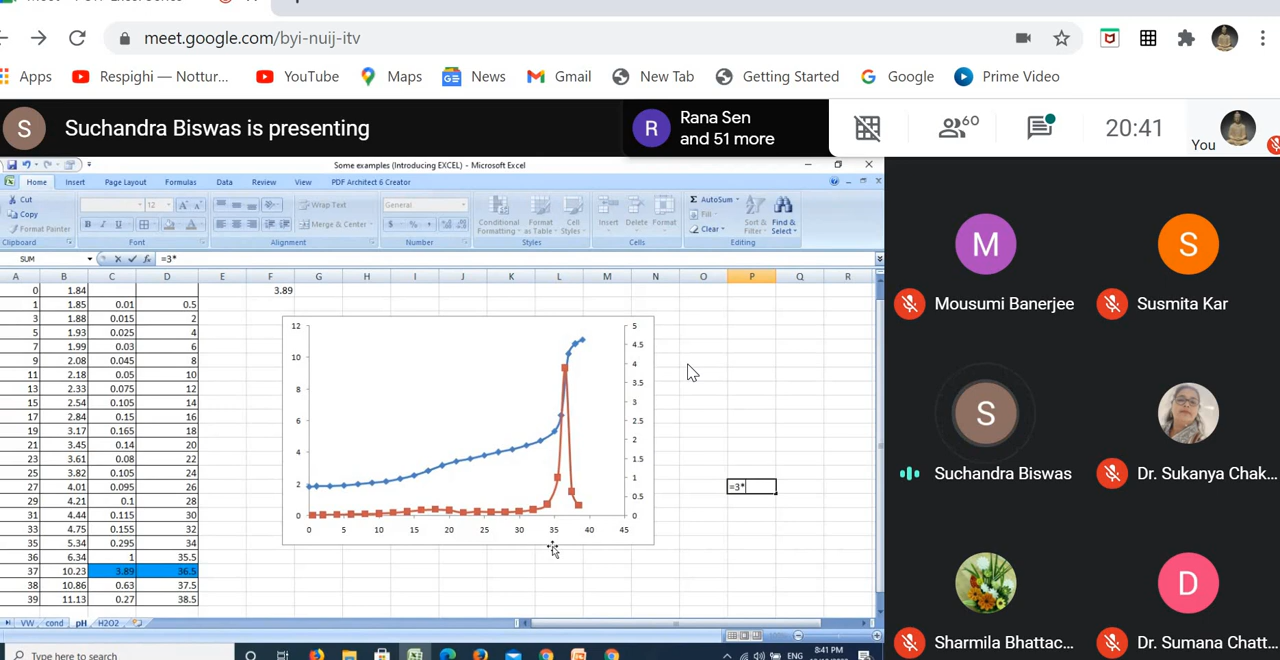 meet.google.com/byi-nuij-itv
Apps Respighi — Nottur... YouTube Maps News Gmail New Tab Getting Started Google Prime Video
S Suchandra Biswas is presenting
R Rana Sen
and 51 more
60
20:41
You
Some examples (Introducing EXCEL) - Microsoft Excel
Home Insert Page Layout Formulas Data Review View PDF Architect 6 Creator
Cut
Copy
Format Painter
Clipboard
12
Font
Wrap Text
Merge & Center
Alignment
General
Number
Conditional Formatting
Format as Table
Cell Styles
Styles
Insert Delete Format
Cells
AutoSum
Fill
Clear
Sort & Filter
Find & Select
Editing
SUM =3*
A B C D E F G H I J K L M N O P Q R
0 1.84 3.89
1 1.85 0.01 0.5
3 1.88 0.015 2
5 1.93 0.025 4
7 1.99 0.03 6
9 2.08 0.045 8
11 2.18 0.05 10
13 2.33 0.075 12
15 2.54 0.105 14
17 2.84 0.165 16
19 3.17 0.165 18
21 3.45 0.14 20
23 3.61 0.08 22
25 3.82 0.105 24
27 4.01 0.095 26
29 4.21 0.1 28
31 4.44 0.115 30
33 4.75 0.155 32
35 5.34 0.295 34
36 6.34 1 35.5
37 10.23 3.89 36.5
38 10.86 0.63 37.5
39 11.13 0.27 38.5
12
10
8
6
4
2
0
5
4.5
4
3.5
3
2.5
2
1.5
1
0.5
0
0 5 10 15 20 25 30 35 40 45
=3*
VW cond pH H2O2
Type here to search
ENG
8:41 PM
M
Mousumi Banerjee
S
Susmita Kar
S
Suchandra Biswas
Dr. Sukanya Chak...
Sharmila Bhattac...
D
Dr. Sumana Chatt...